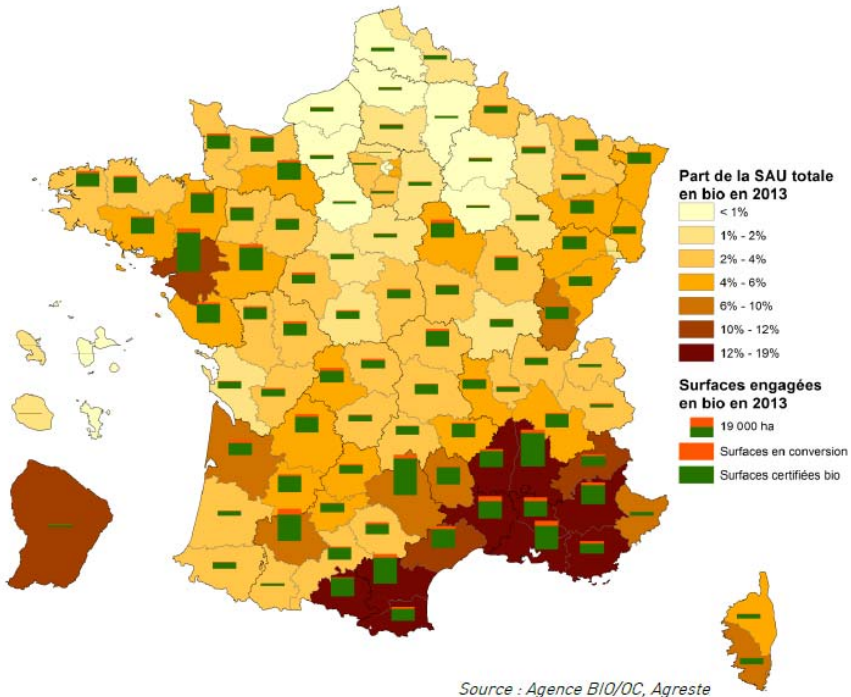 Part de la SAU totale
en bio en 2013
< 1%
1% - 2%
2% - 4%
4% - 6%
6% - 10%
10% - 12%
12% - 19%
Surfaces engagées
en bio en 2013
19 000 ha
Surfaces en conversion
Surfaces certifiées bio
Source : Agence BIO/OC, Agreste